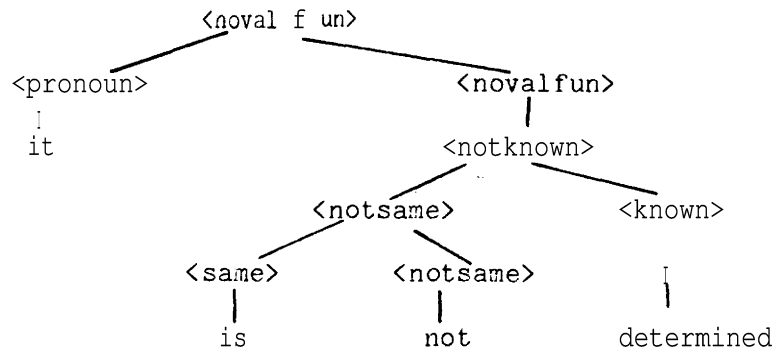 <noval f un>
<pronoun> <novalfun>
it <notknown>
<notsame> <known>
<same> <notsame>
is not determined